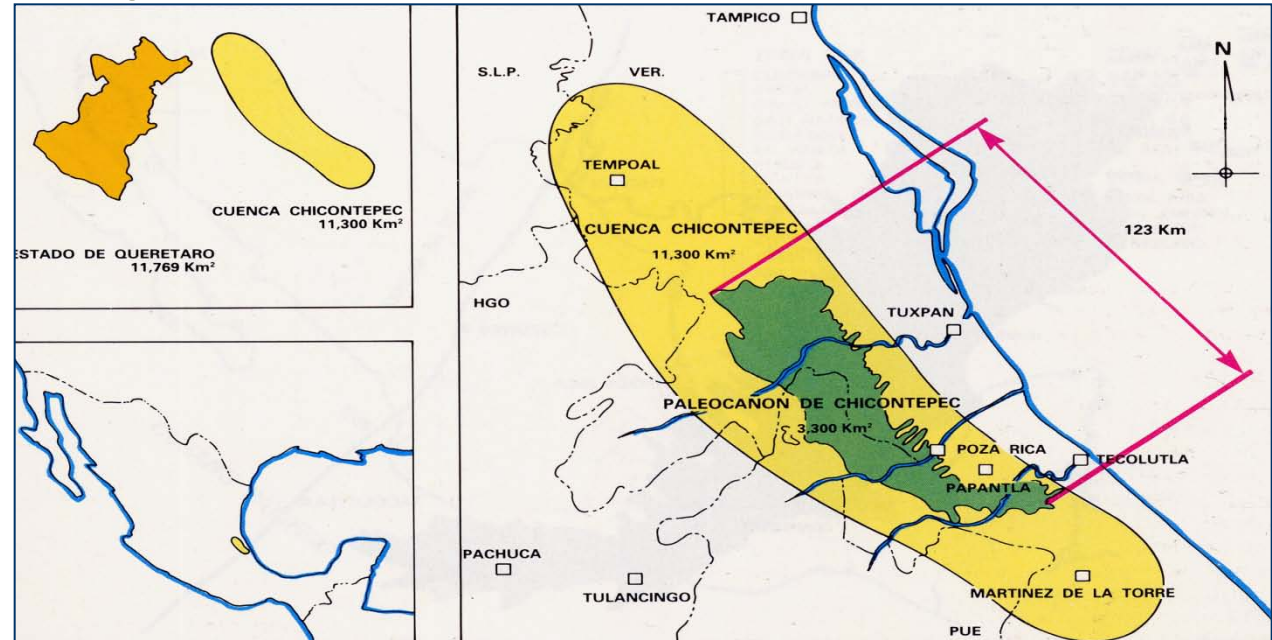 CUENCA CHICONTEPEC
11,300 Km²
ESTADO DE QUERETARO
11,769 Km²
TAMPICO
N
S.L.P.
VER.
TEMPOAL
CUENCA CHICONTEPEC
11,300 Km²
123 Km
HGO
TUXPAN
PALEOCAÑON DE CHICONTEPEC
3,300 Km²
POZA RICA
TECOLUTLA
PAPANTLA
PACHUCA
TULANCINGO
MARTINEZ DE LA TORRE
PUE